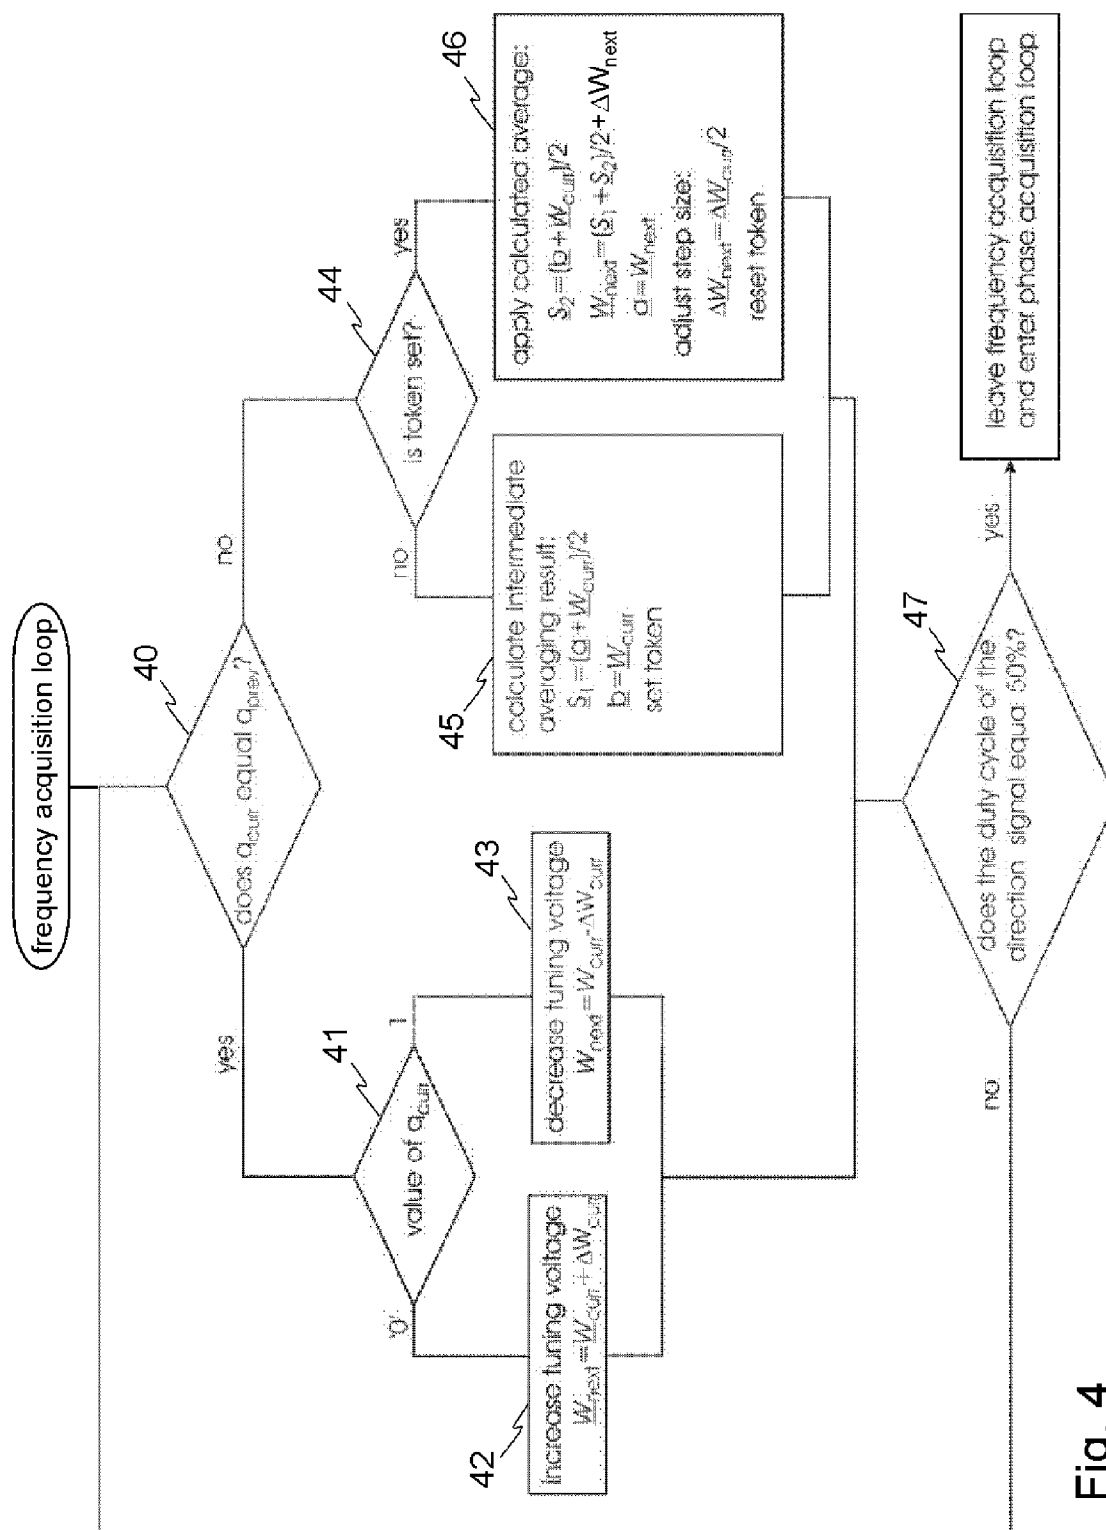 frequency acquisition loop
40
does q_curr equal q_prev?
yes
no
41
value of q_curr
'0'
1
44
is token set?
no
yes
42
increase tuning voltage
W_next=W_curr+ΔW_curr
43
decrease tuning voltage
W_next=W_curr-ΔW_curr
45
calculate intermediate
averaging result:
S_1=(a+W_curr)/2
b=W_curr
set token
46
apply calculated average:
S_2=(b+W_curr)/2
W_next=(S_1+S_2)/2+ΔW_next
a=W_next
adjust step size:
ΔW_next=ΔW_curr/2
reset token
47
does the duty cycle of the
direction signal equal 50%?
no
yes
leave frequency acquisition loop
and enter phase acquisition loop
Fig. 4